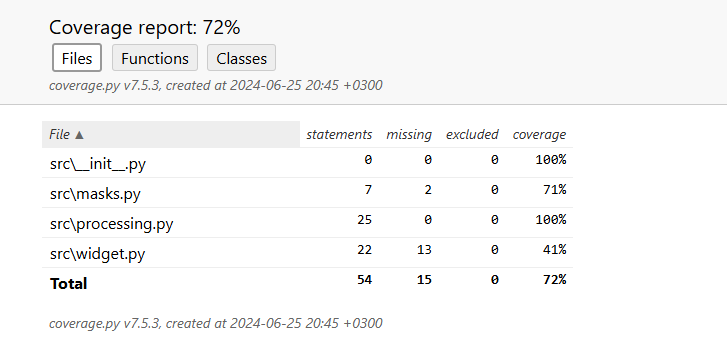 Coverage report: 72%
Files Functions Classes
coverage.py v7.5.3, created at 2024-06-25 20:45 +0300
File ▲ statements missing excluded coverage
src\__init__.py 0 0 0 100%
src\masks.py 7 2 0 71%
src\processing.py 25 0 0 100%
src\widget.py 22 13 0 41%
Total 54 15 0 72%
coverage.py v7.5.3, created at 2024-06-25 20:45 +0300